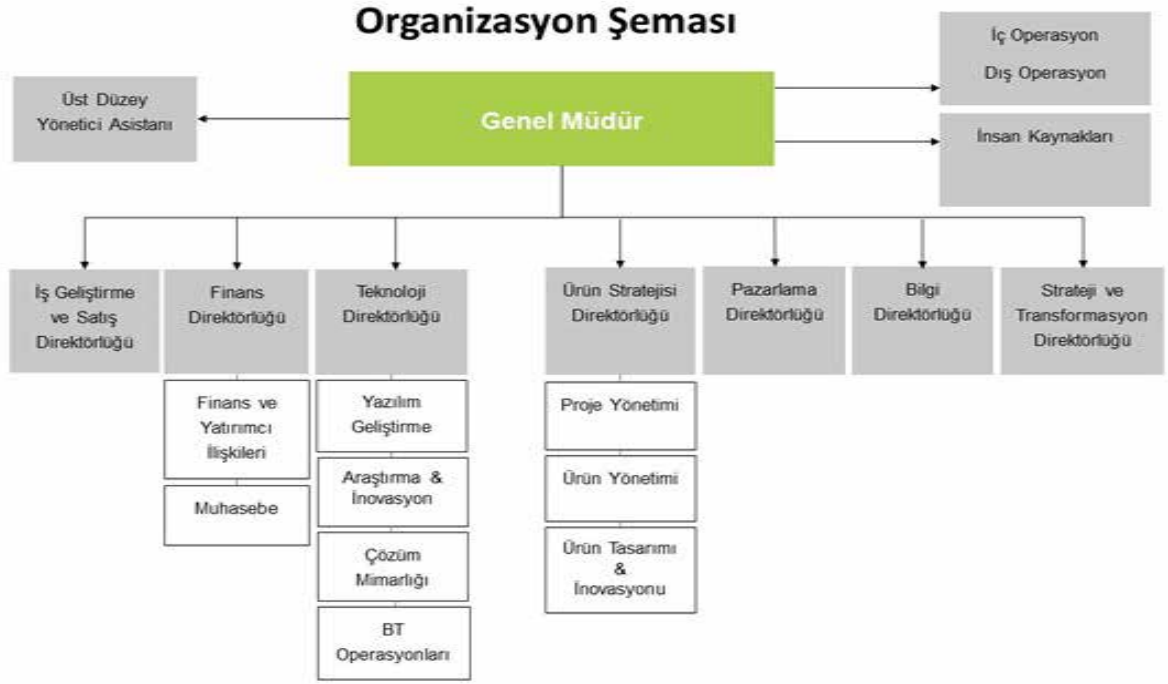 Organizasyon Şeması
İç Operasyon
Dış Operasyon
Üst Düzey
Yönetici Asistanı
Genel Müdür
İnsan Kaynakları
İş Geliştirme
ve Satış
Direktörlüğü
Finans
Direktörlüğü
Teknoloji
Direktörlüğü
Ürün Stratejisi
Direktörlüğü
Pazarlama
Direktörlüğü
Bilgi
Direktörlüğü
Strateji ve
Transformasyon
Direktörlüğü
Finans ve
Yatırımcı
İlişkileri
Muhasebe
Yazılım
Geliştirme
Araştırma &
İnovasyon
Çözüm
Mimarlığı
BT
Operasyonları
Proje Yönetimi
Ürün Yönetimi
Ürün Tasarımı
&
İnovasyonu